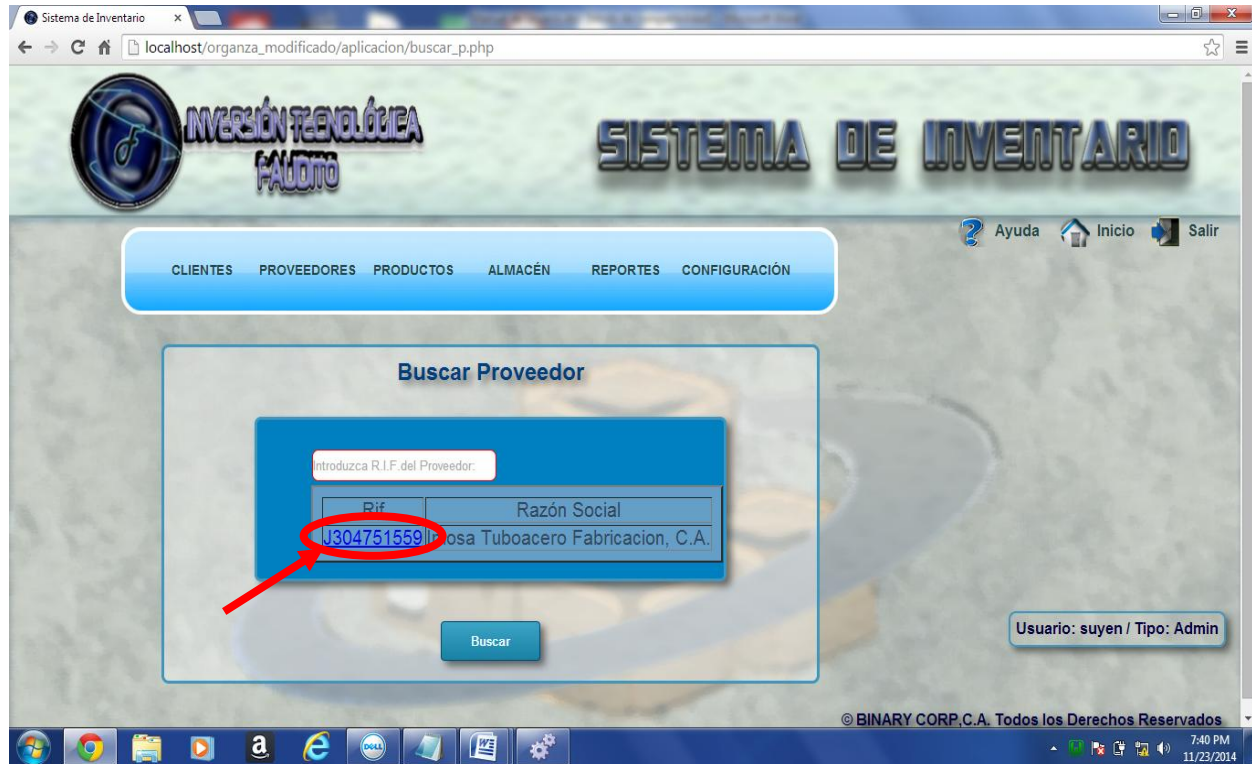 Sistema de Inventario
localhost/organza_modificado/aplicacion/buscar_p.php
INVERSIÓN TECNOLÓGICA
SISTEMA DE INVENTARIO
Ayuda Inicio Salir
CLIENTES PROVEEDORES PRODUCTOS ALMACÉN REPORTES CONFIGURACIÓN
Buscar Proveedor
Introduzca R.I.F.del Proveedor:
Rif Razón Social
J304751559 Tuboacero Fabricacion, C.A.
Buscar
Usuario: suyen / Tipo: Admin
© BINARY CORP,C.A. Todos los Derechos Reservados
DELL
7:40 PM
11/23/2014